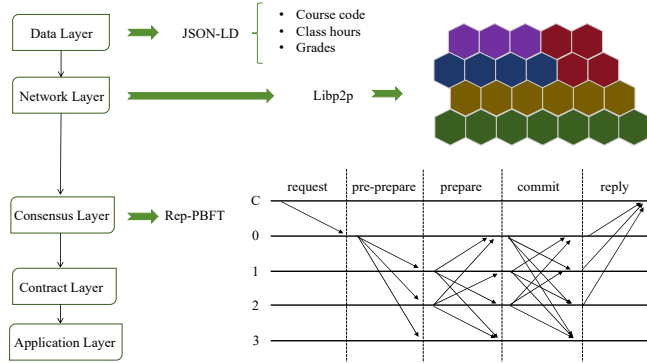 Data Layer
JSON-LD
• Course code
• Class hours
• Grades
Network Layer
Libp2p
request pre-prepare prepare commit reply
Consensus Layer
Rep-PBFT
C
0
1
2
3
Contract Layer
Application Layer